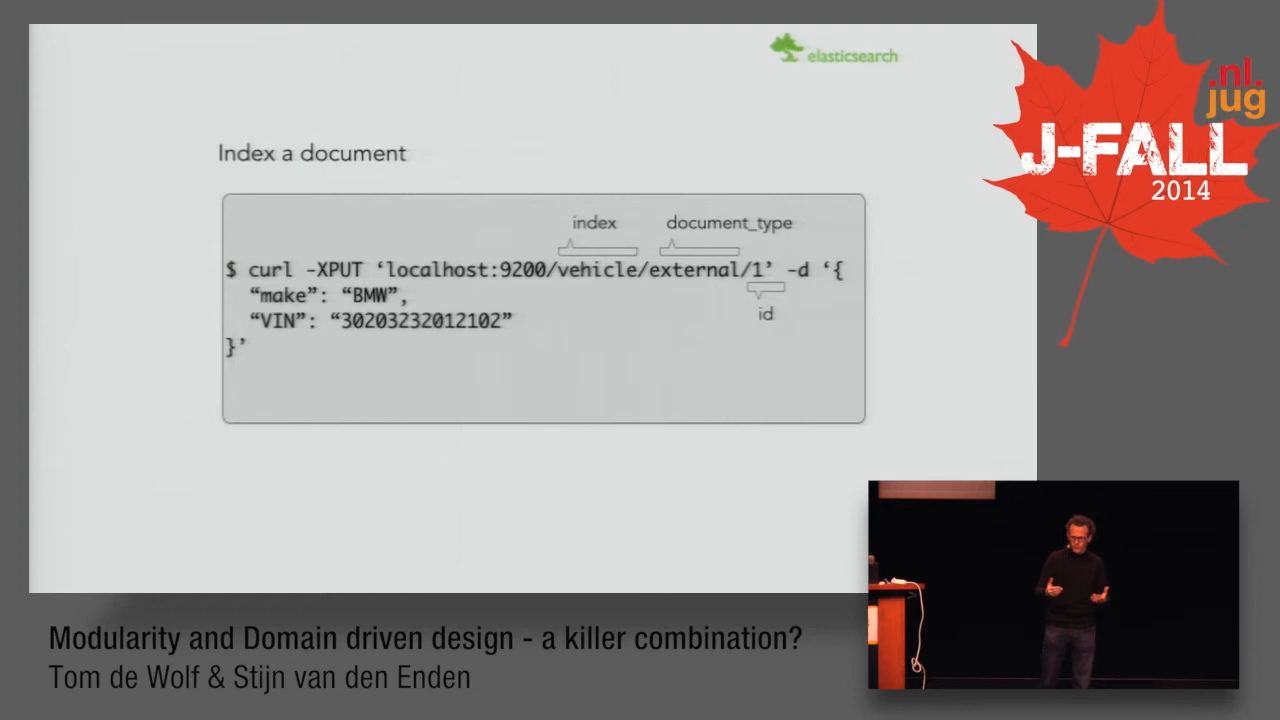 elasticsearch
.nl.
jug
J-FALL
2014
Index a document
index document_type
$ curl -XPUT ‘localhost:9200/vehicle/external/1’ -d ‘{
“make”: “BMW”,
“VIN”: “30203232012102”
}’
id
Modularity and Domain driven design - a killer combination?
Tom de Wolf & Stijn van den Enden